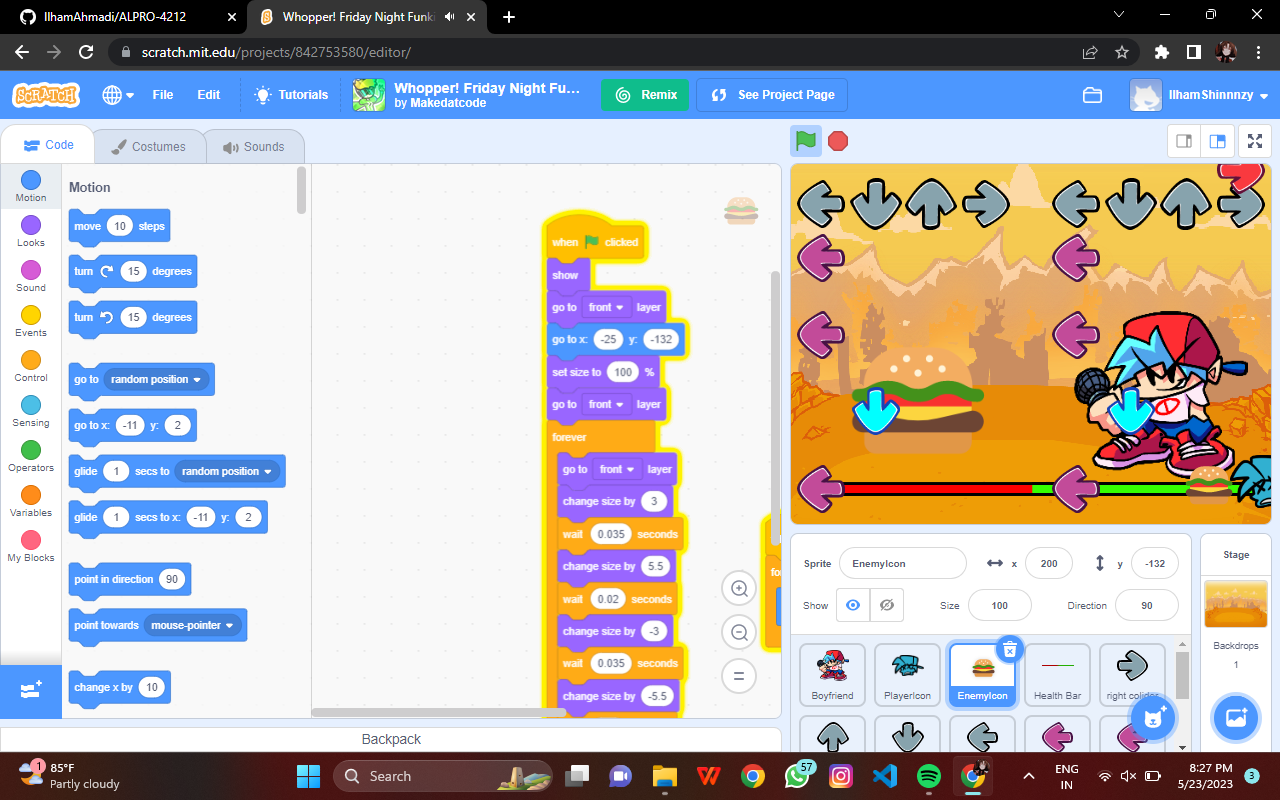 IlhamAhmadi/ALPRO-4212
Whopper! Friday Night Funki
scratch.mit.edu/projects/842753580/editor/
SCRATCH
File
Edit
Tutorials
Whopper! Friday Night Fu...
by Makedatcode
Remix
See Project Page
IlhamShinnnzy
Code
Costumes
Sounds
Motion
Looks
Sound
Events
Control
Sensing
Operators
Variables
My Blocks
Motion
move 10 steps
turn 15 degrees
turn 15 degrees
go to random position
go to x: -11 y: 2
glide 1 secs to random position
glide 1 secs to x: -11 y: 2
point in direction 90
point towards mouse-pointer
change x by 10
when clicked
show
go to front layer
go to x: -25 y: -132
set size to 100 %
go to front layer
forever
go to front layer
change size by 3
wait 0.035 seconds
change size by 5.5
wait 0.02 seconds
change size by -3
wait 0.035 seconds
change size by -5.5
fo
Backpack
Sprite EnemyIcon x 200 y -132
Show Size 100 Direction 90
Boyfriend
PlayerIcon
EnemyIcon
Health Bar
right colider
Stage
Backdrops
1
1
85°F
Partly cloudy
Search
57
ENG
IN
8:27 PM
5/23/2023
3